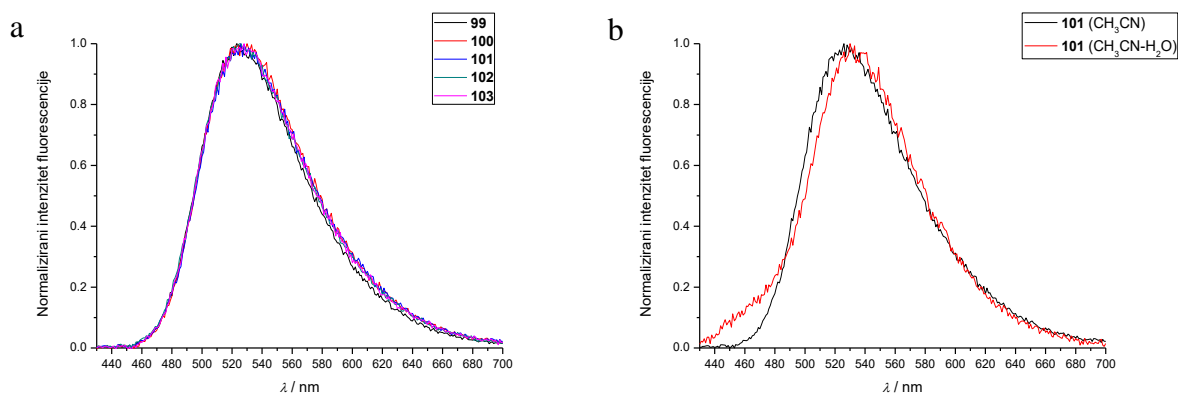 a
99
100
101
102
103
Normalizirani intenzitet fluorescencije
1.0
0.8
0.6
0.4
0.2
0.0
440 460 480 500 520 540 560 580 600 620 640 660 680 700
λ / nm
b
101 (CH₃CN)
101 (CH₃CN-H₂O)
Normalizirani intenzitet fluorescencije
1.0
0.8
0.6
0.4
0.2
0.0
440 460 480 500 520 540 560 580 600 620 640 660 680 700
λ / nm